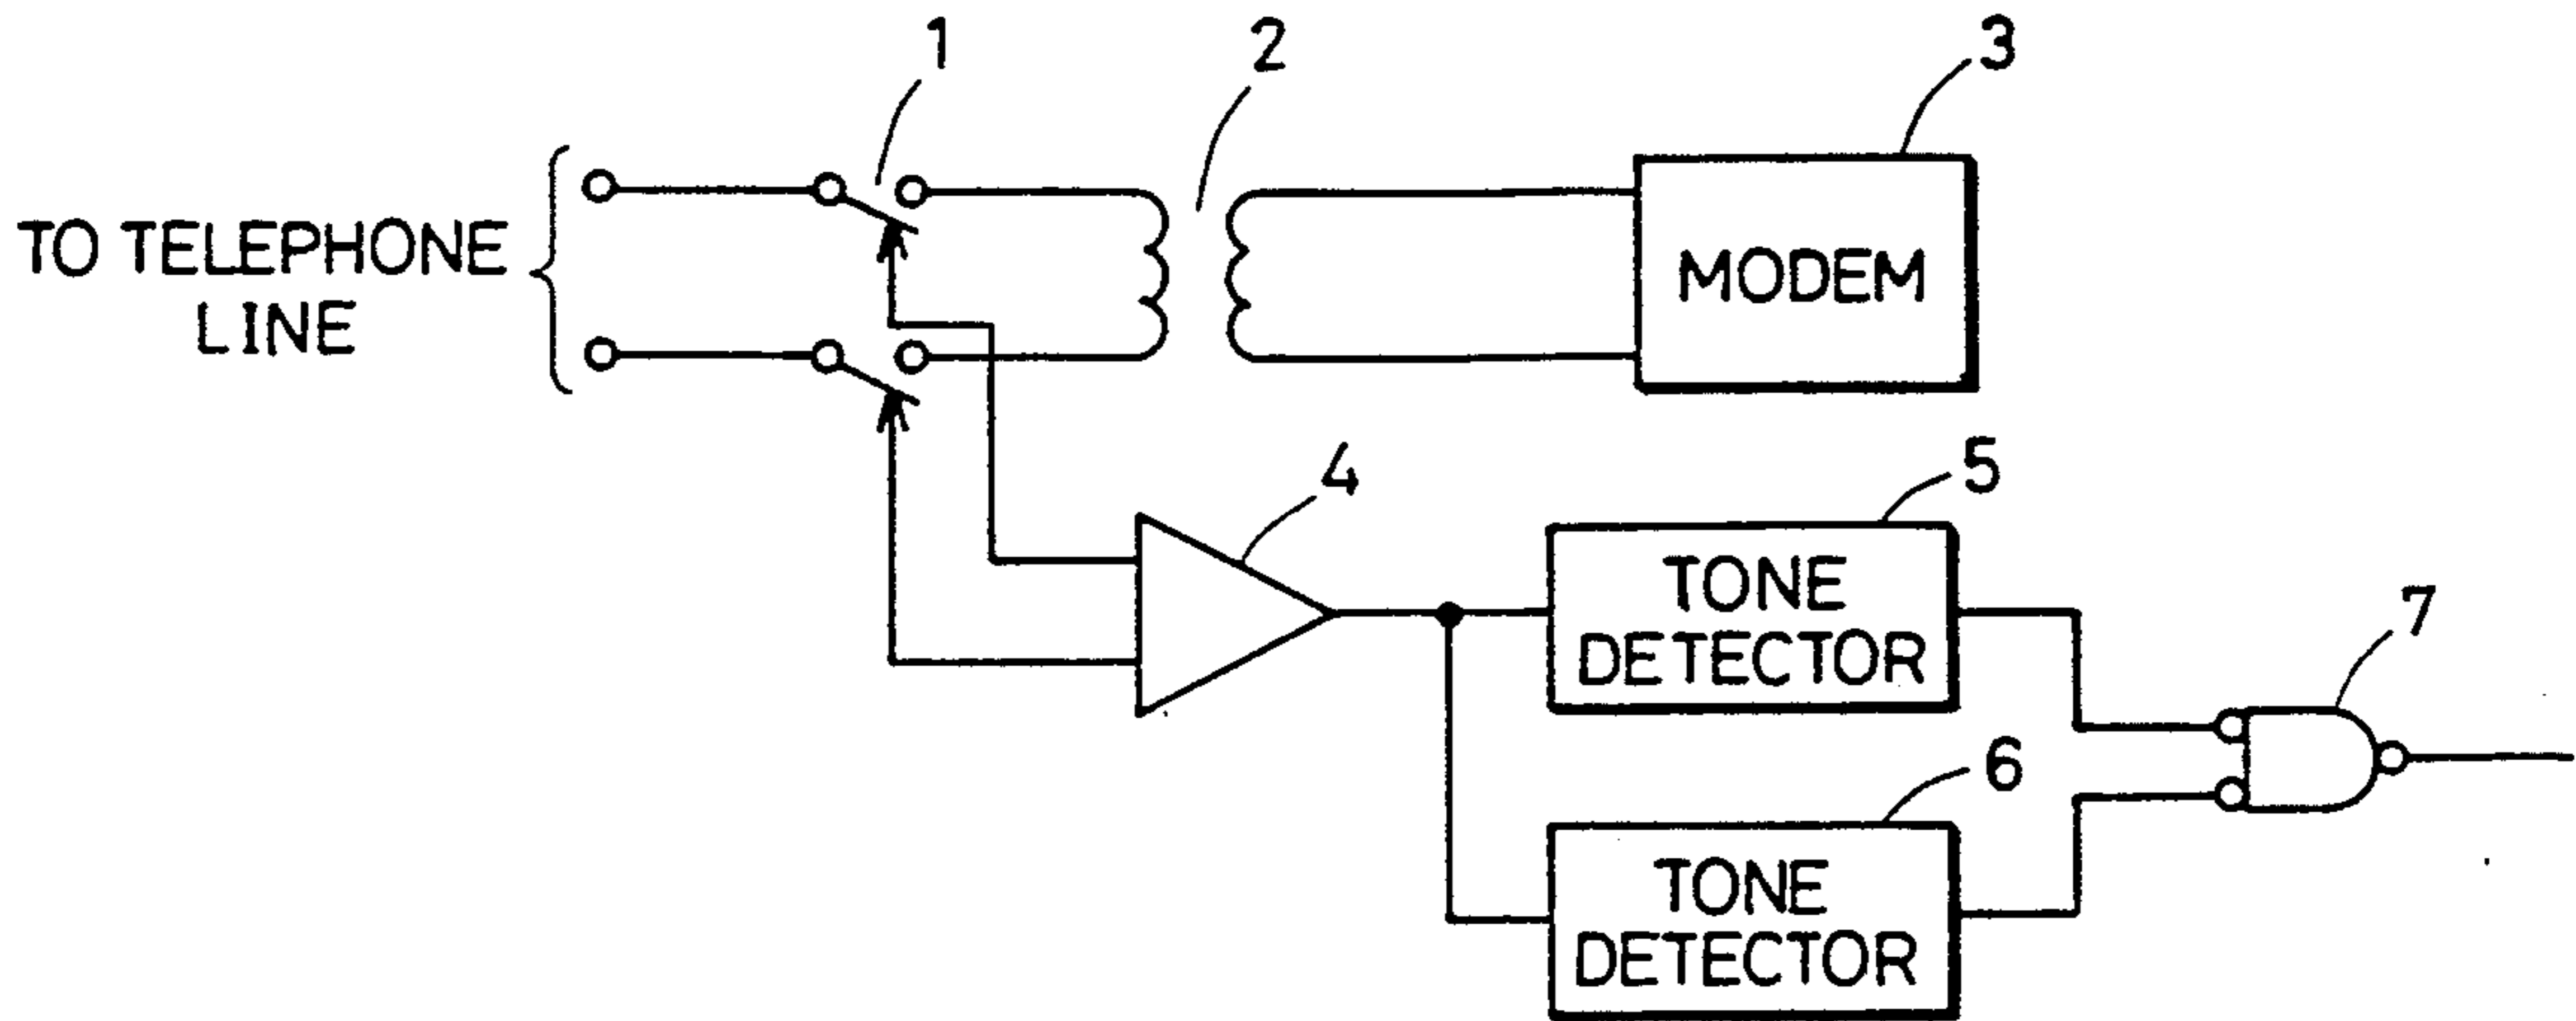 1
2
3
TO TELEPHONE
LINE
MODEM
4
5
TONE
DETECTOR
7
6
TONE
DETECTOR